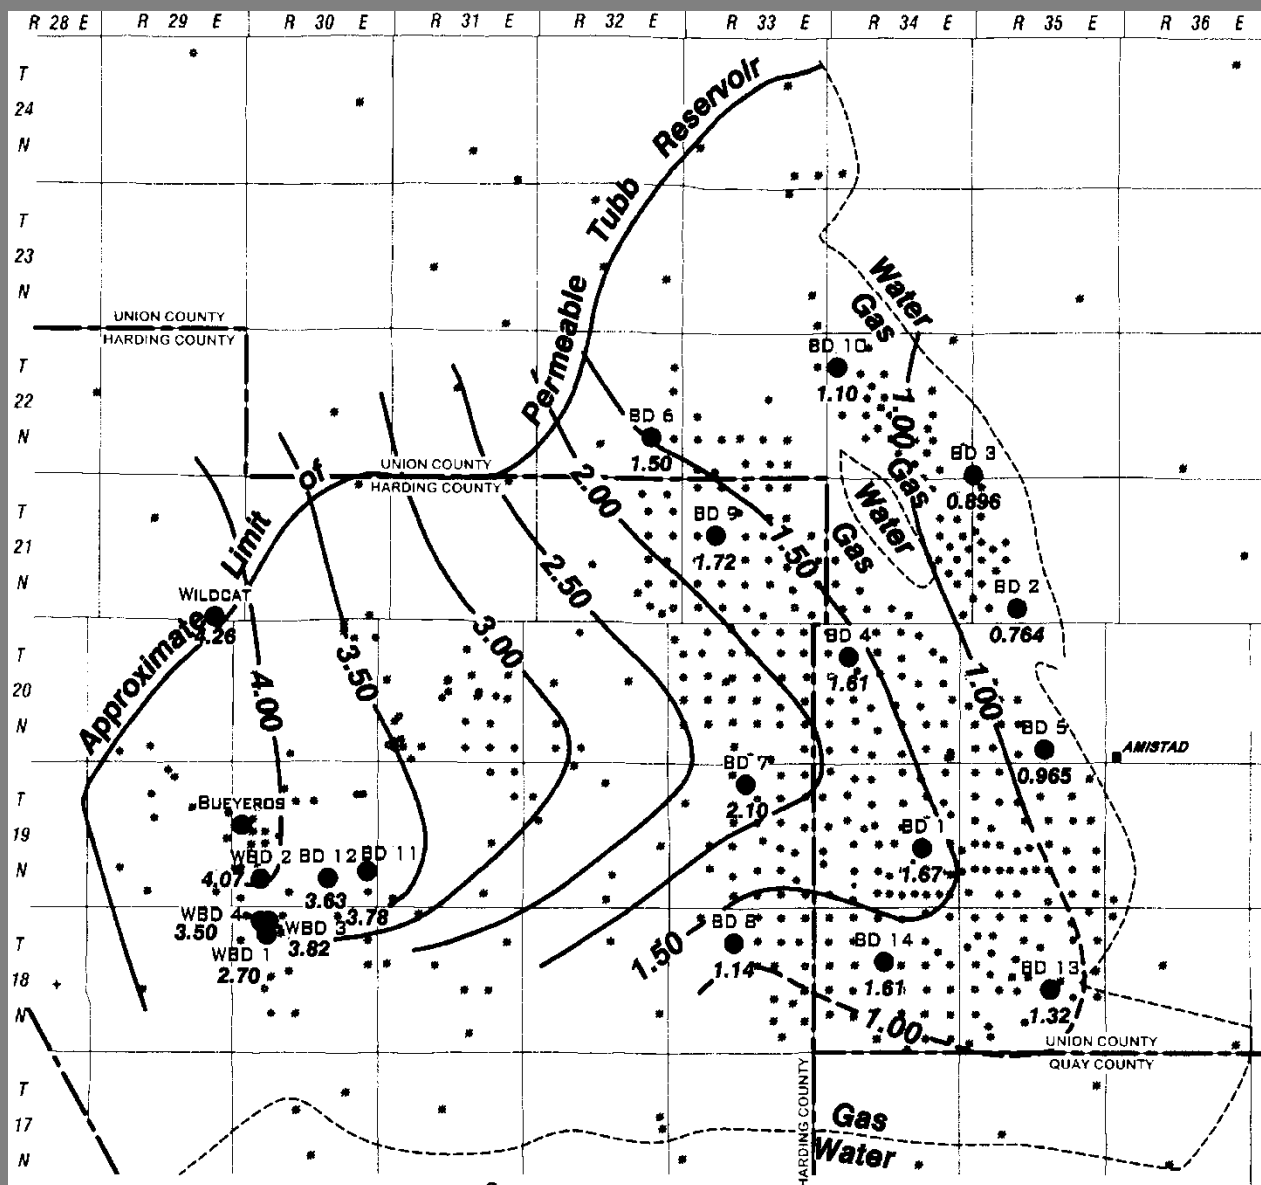 R 28 E R 29 E R 30 E R 31 E R 32 E R 33 E R 34 E R 35 E R 36 E
T
24
N
T
23
N
T
22
N
T
21
N
T
20
N
T
19
N
T
18
N
T
17
N
Approximate Limit of Permeable Tubb Reservoir
UNION COUNTY
HARDING COUNTY
Water
Gas
BD 10
1.10
1.00
BD 6
1.50
UNION COUNTY
HARDING COUNTY
BD 3
0.896
Gas
Water
Gas
2.00
BD 9
1.72
1.50
2.50
WILDCAT
4.26
BD 2
0.764
3.00
BD 4
1.61
3.50
4.00
1.00
BD 5
0.965
AMISTAD
BD 7
2.10
BUEYEROS
BD 1
1.67
WBD 2
4.07
BD 12
3.63
BD 11
3.78
WBD 4
3.50
WBD 3
3.82
WBD 1
2.70
BD 8
1.14
1.50
BD 14
1.61
BD 13
1.32
1.00
UNION COUNTY
QUAY COUNTY
HARDING COUNTY
Gas
Water